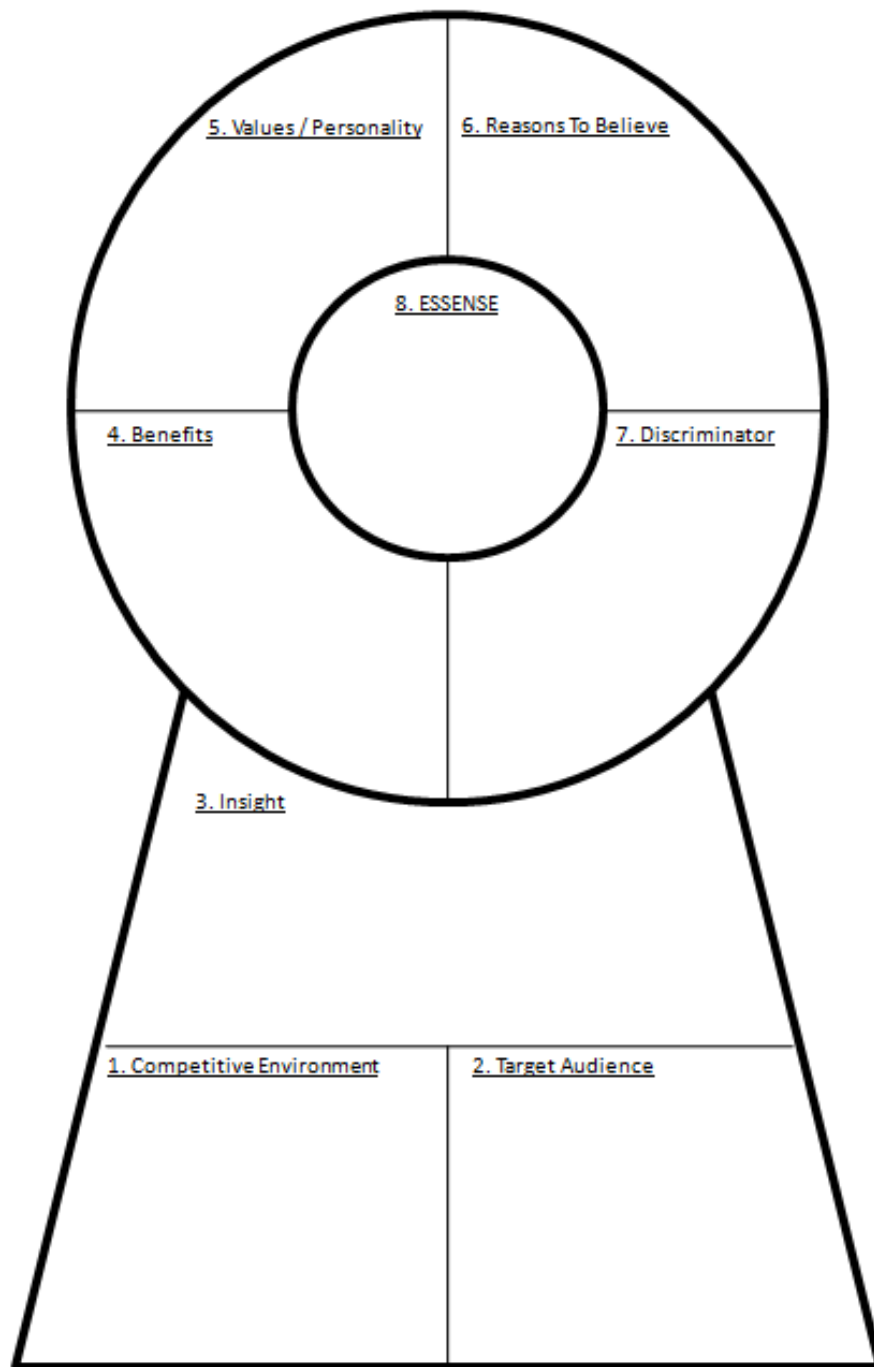 5. Values / Personality
6. Reasons To Believe
8. ESSENSE
4. Benefits
7. Discriminator
3. Insight
1. Competitive Environment
2. Target Audience